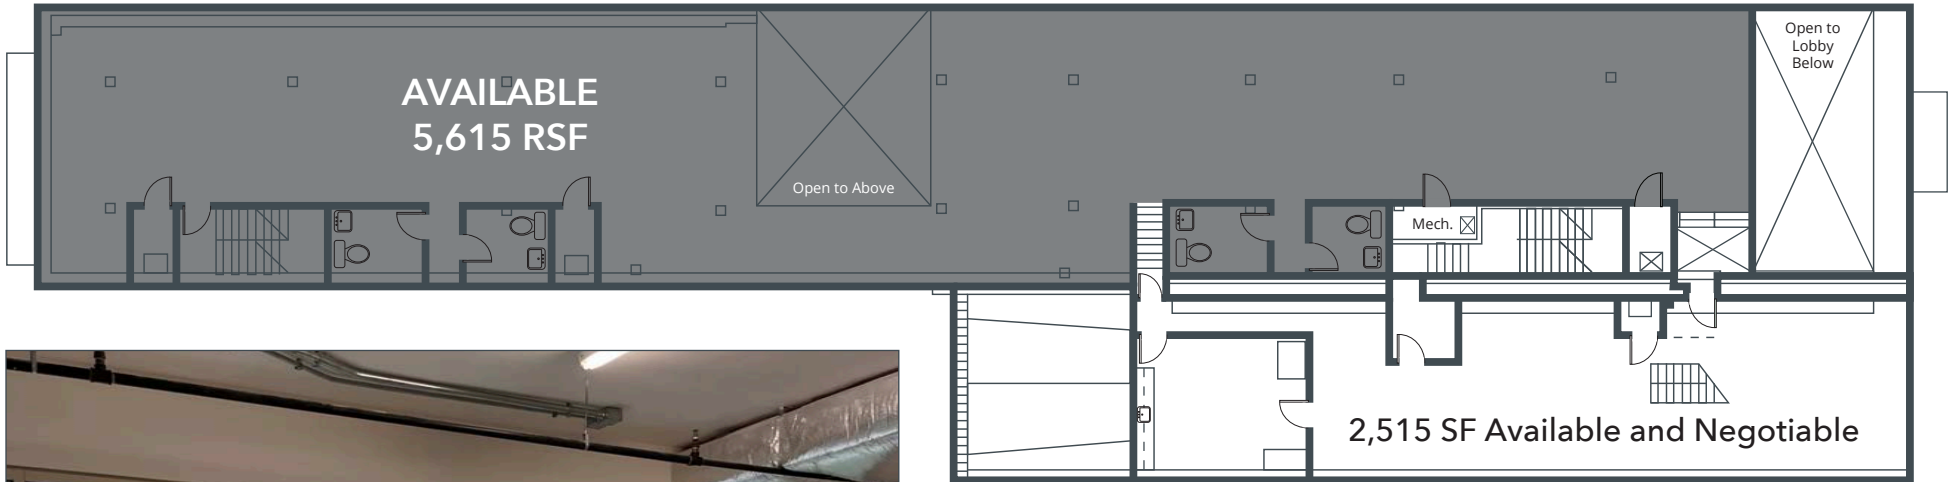 Open to
Lobby
Below
AVAILABLE
5,615 RSF
Open to Above
Mech.
2,515 SF Available and Negotiable